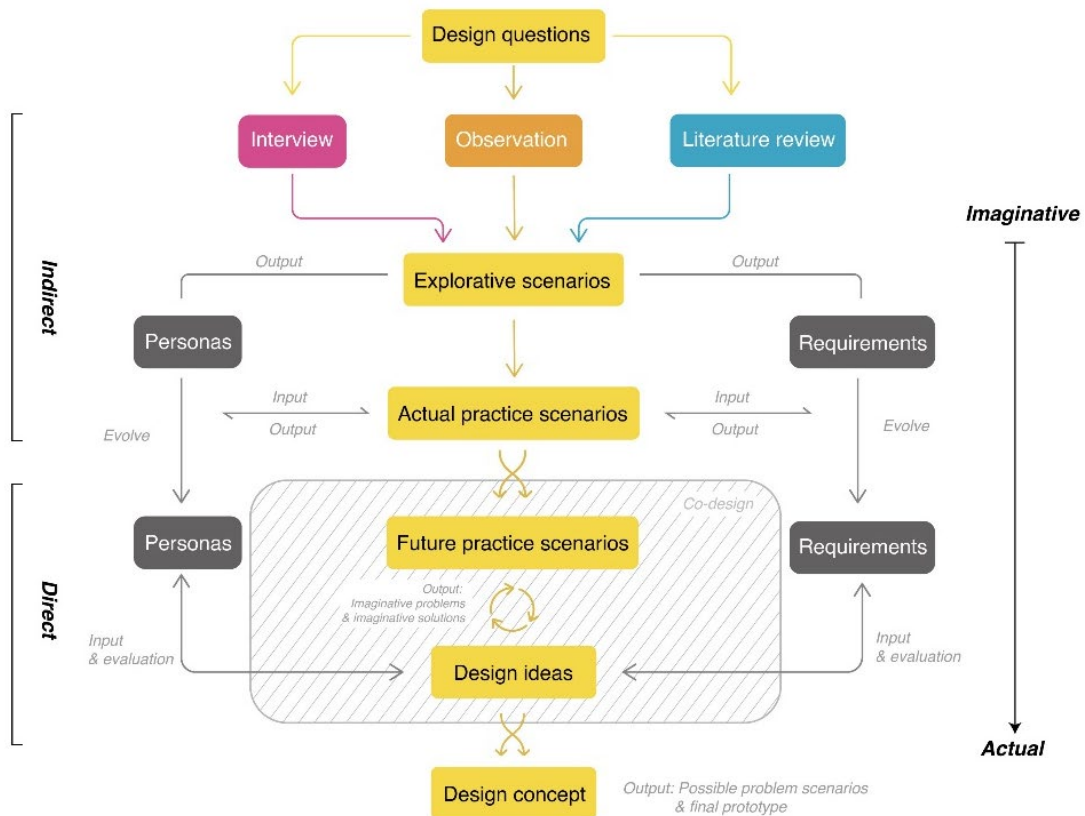 Design questions
Interview
Observation
Literature review
Imaginative
Output
Explorative scenarios
Output
Indirect
Personas
Requirements
Input
Output
Actual practice scenarios
Input
Output
Evolve
Evolve
Co-design
Personas
Future practice scenarios
Requirements
Direct
Output:
Imaginative problems
& imaginative solutions
Input
& evaluation
Design ideas
Input
& evaluation
Actual
Design concept
Output: Possible problem scenarios
& final prototype